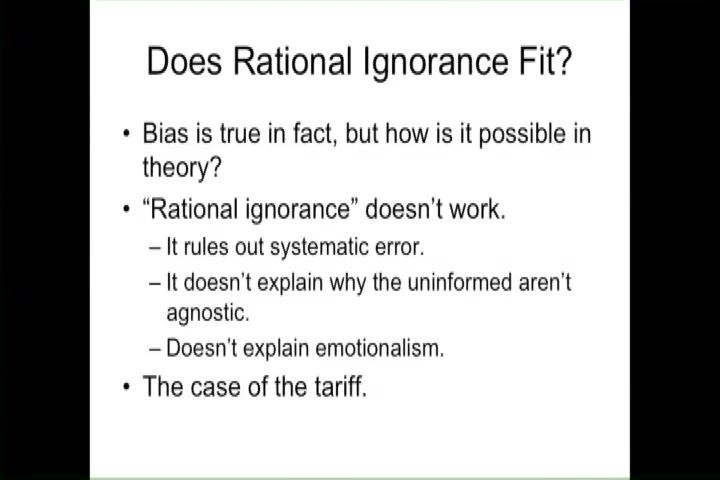 Does Rational Ignorance Fit?
• Bias is true in fact, but how is it possible in
theory?
• “Rational ignorance” doesn’t work.
– It rules out systematic error.
– It doesn’t explain why the uninformed aren’t
agnostic.
– Doesn’t explain emotionalism.
• The case of the tariff.